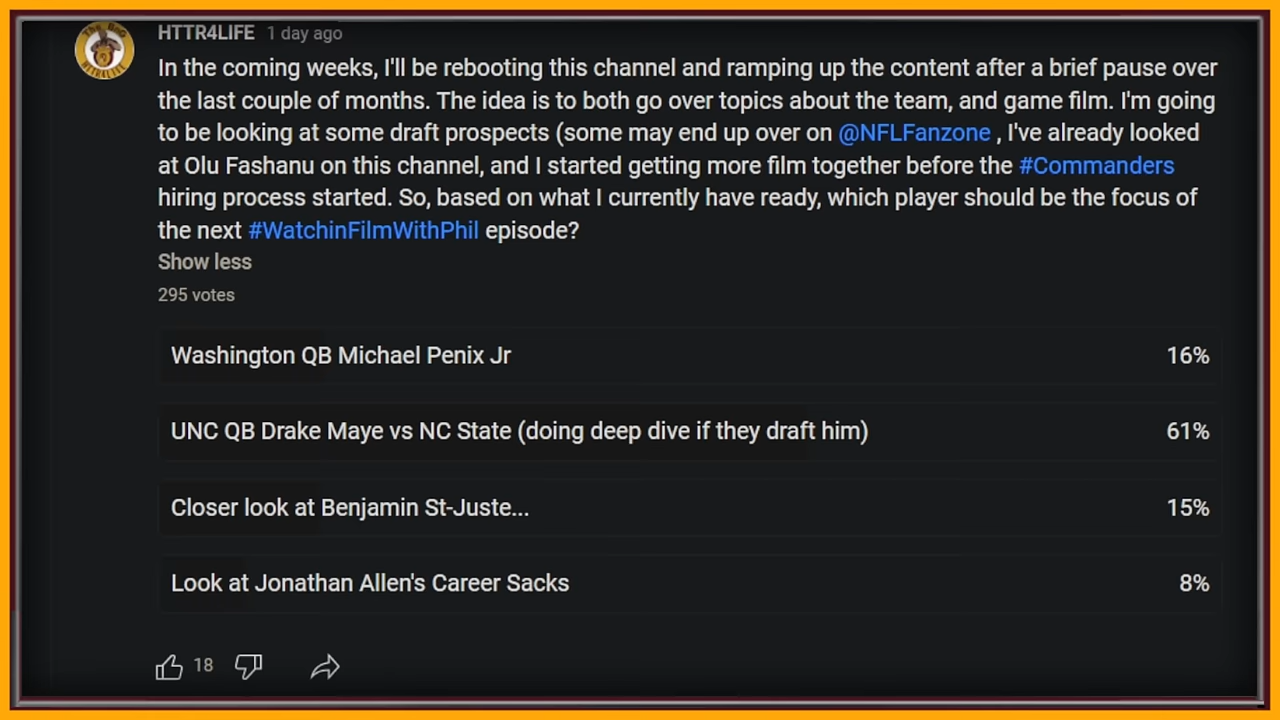 HTTR4LIFE 1 day ago
In the coming weeks, I'll be rebooting this channel and ramping up the content after a brief pause over
the last couple of months. The idea is to both go over topics about the team, and game film. I'm going
to be looking at some draft prospects (some may end up over on @NFLFanzone , I've already looked
at Olu Fashanu on this channel, and I started getting more film together before the #Commanders
hiring process started. So, based on what I currently have ready, which player should be the focus of
the next #WatchinFilmWithPhil episode?
Show less
295 votes
Washington QB Michael Penix Jr 16%
UNC QB Drake Maye vs NC State (doing deep dive if they draft him) 61%
Closer look at Benjamin St-Juste... 15%
Look at Jonathan Allen's Career Sacks 8%
18